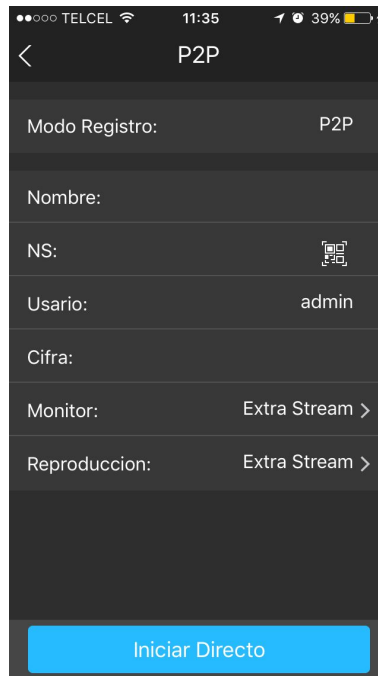 TELCEL 11:35 39%
P2P
Modo Registro: P2P
Nombre:
NS:
Usario: admin
Cifra:
Monitor: Extra Stream >
Reproduccion: Extra Stream >
Iniciar Directo